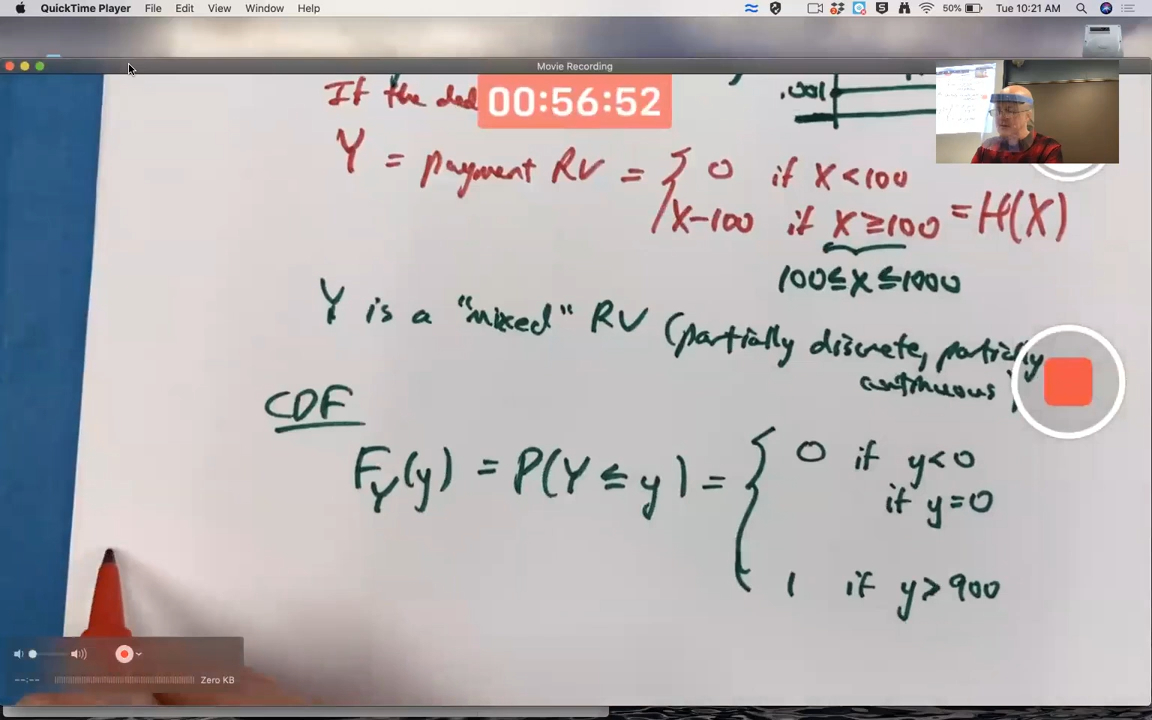 QuickTime Player File Edit View Window Help 50% Tue 10:21 AM
Movie Recording
If the ded
00:56:52
.001
Y = payment RV = { 0 if X < 100
X-100 if X ≥ 100 = H(X)
100 ≤ X ≤ 1000
Y is a "mixed" RV (partially discrete, partially
continuous)
CDF
F_Y(y) = P(Y ≤ y) = { 0 if y < 0
if y = 0
1 if y > 900
--:--
Zero KB